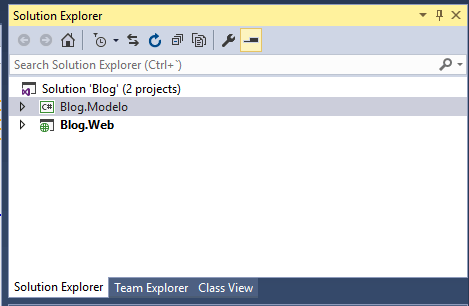 Solution Explorer
Search Solution Explorer (Ctrl+`)
Solution 'Blog' (2 projects)
C# Blog.Modelo
Blog.Web
Solution Explorer Team Explorer Class View